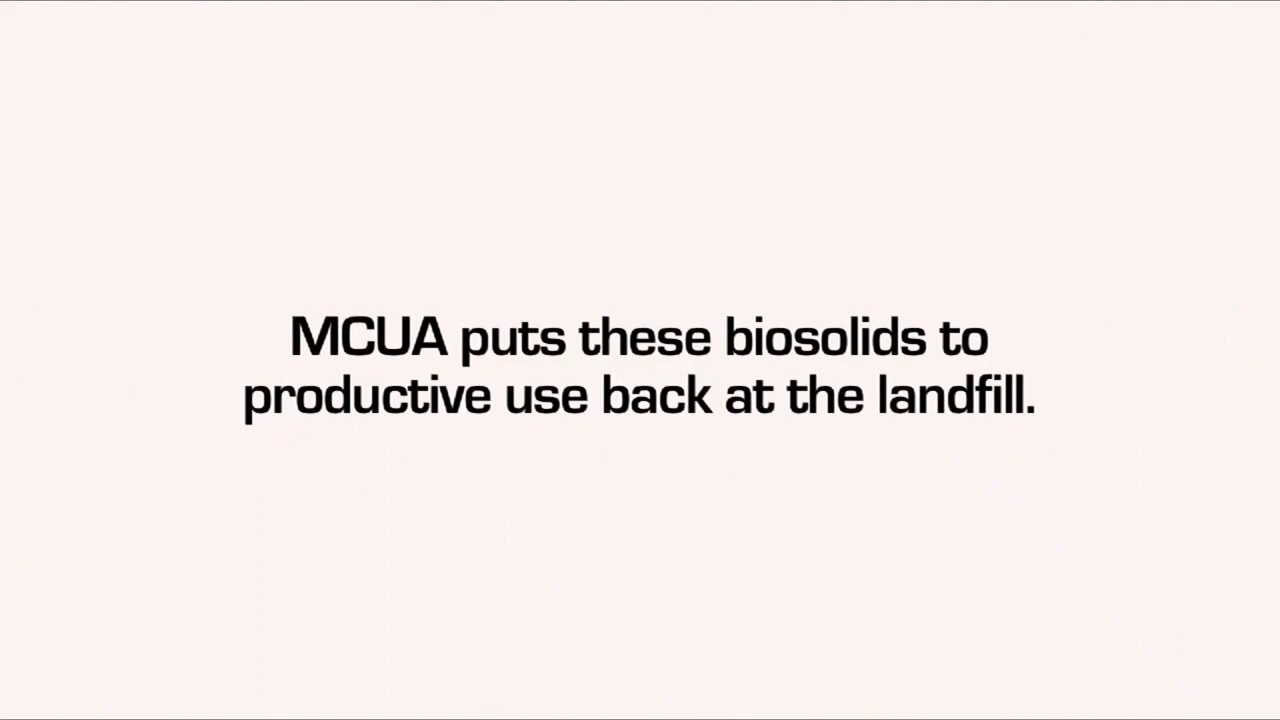 MCUA puts these biosolids to
productive use back at the landfill.